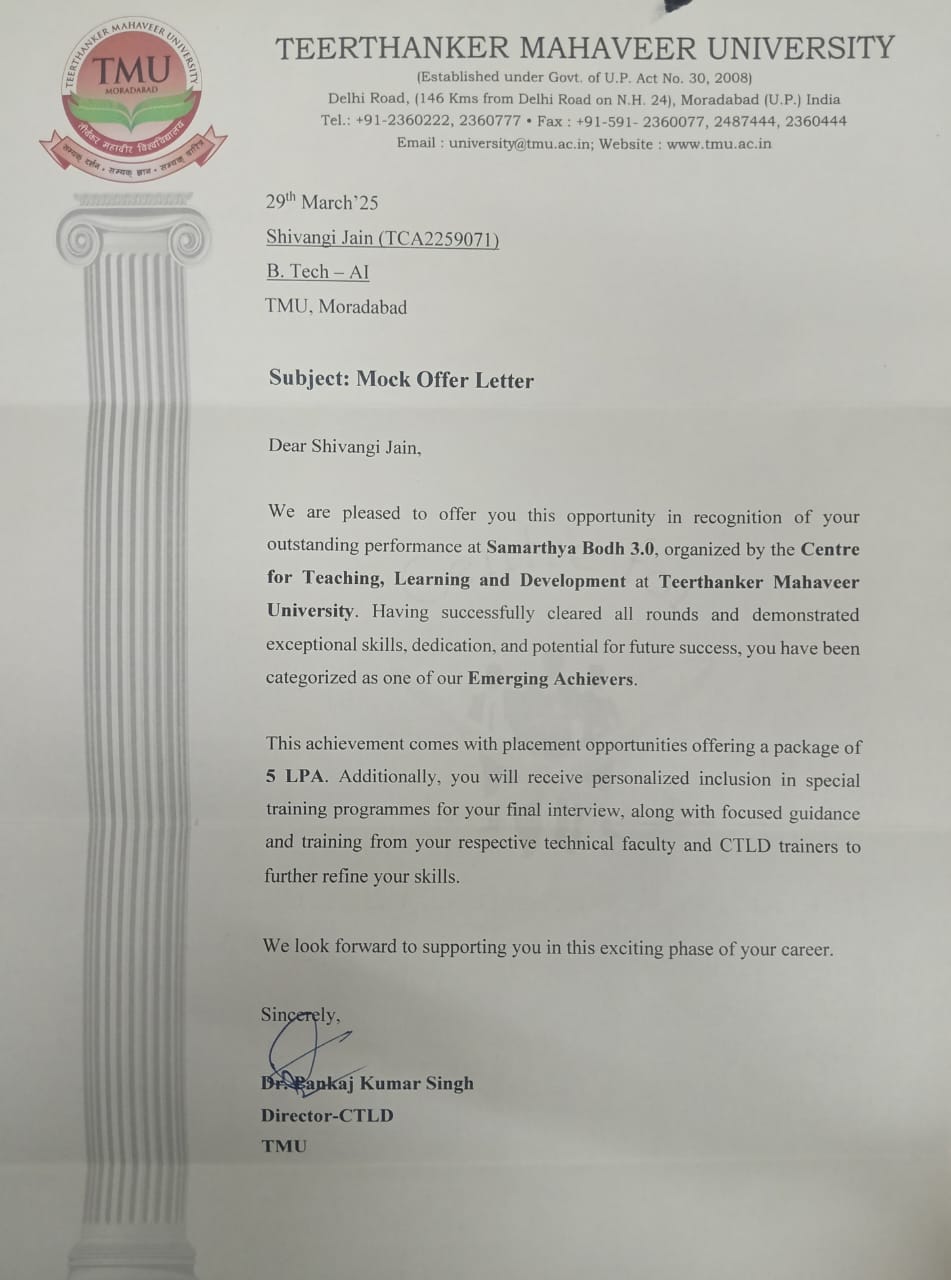 TEERTHANKER MAHAVEER UNIVERSITY
TMU
MORADABAD
तीर्थंकर महावीर विश्वविद्यालय
सम्यक् दर्शन • सम्यक् ज्ञान • सम्यक् चारित्र
TEERTHANKER MAHAVEER UNIVERSITY
(Established under Govt. of U.P. Act No. 30, 2008)
Delhi Road, (146 Kms from Delhi Road on N.H. 24), Moradabad (U.P.) India
Tel.: +91-2360222, 2360777 • Fax : +91-591- 2360077, 2487444, 2360444
Email : university@tmu.ac.in; Website : www.tmu.ac.in
29th March'25
Shivangi Jain (TCA2259071)
B. Tech – AI
TMU, Moradabad
Subject: Mock Offer Letter
Dear Shivangi Jain,
We are pleased to offer you this opportunity in recognition of your
outstanding performance at Samarthya Bodh 3.0, organized by the Centre
for Teaching, Learning and Development at Teerthanker Mahaveer
University. Having successfully cleared all rounds and demonstrated
exceptional skills, dedication, and potential for future success, you have been
categorized as one of our Emerging Achievers.
This achievement comes with placement opportunities offering a package of
5 LPA. Additionally, you will receive personalized inclusion in special
training programmes for your final interview, along with focused guidance
and training from your respective technical faculty and CTLD trainers to
further refine your skills.
We look forward to supporting you in this exciting phase of your career.
Sincerely,
Dr. Pankaj Kumar Singh
Director-CTLD
TMU